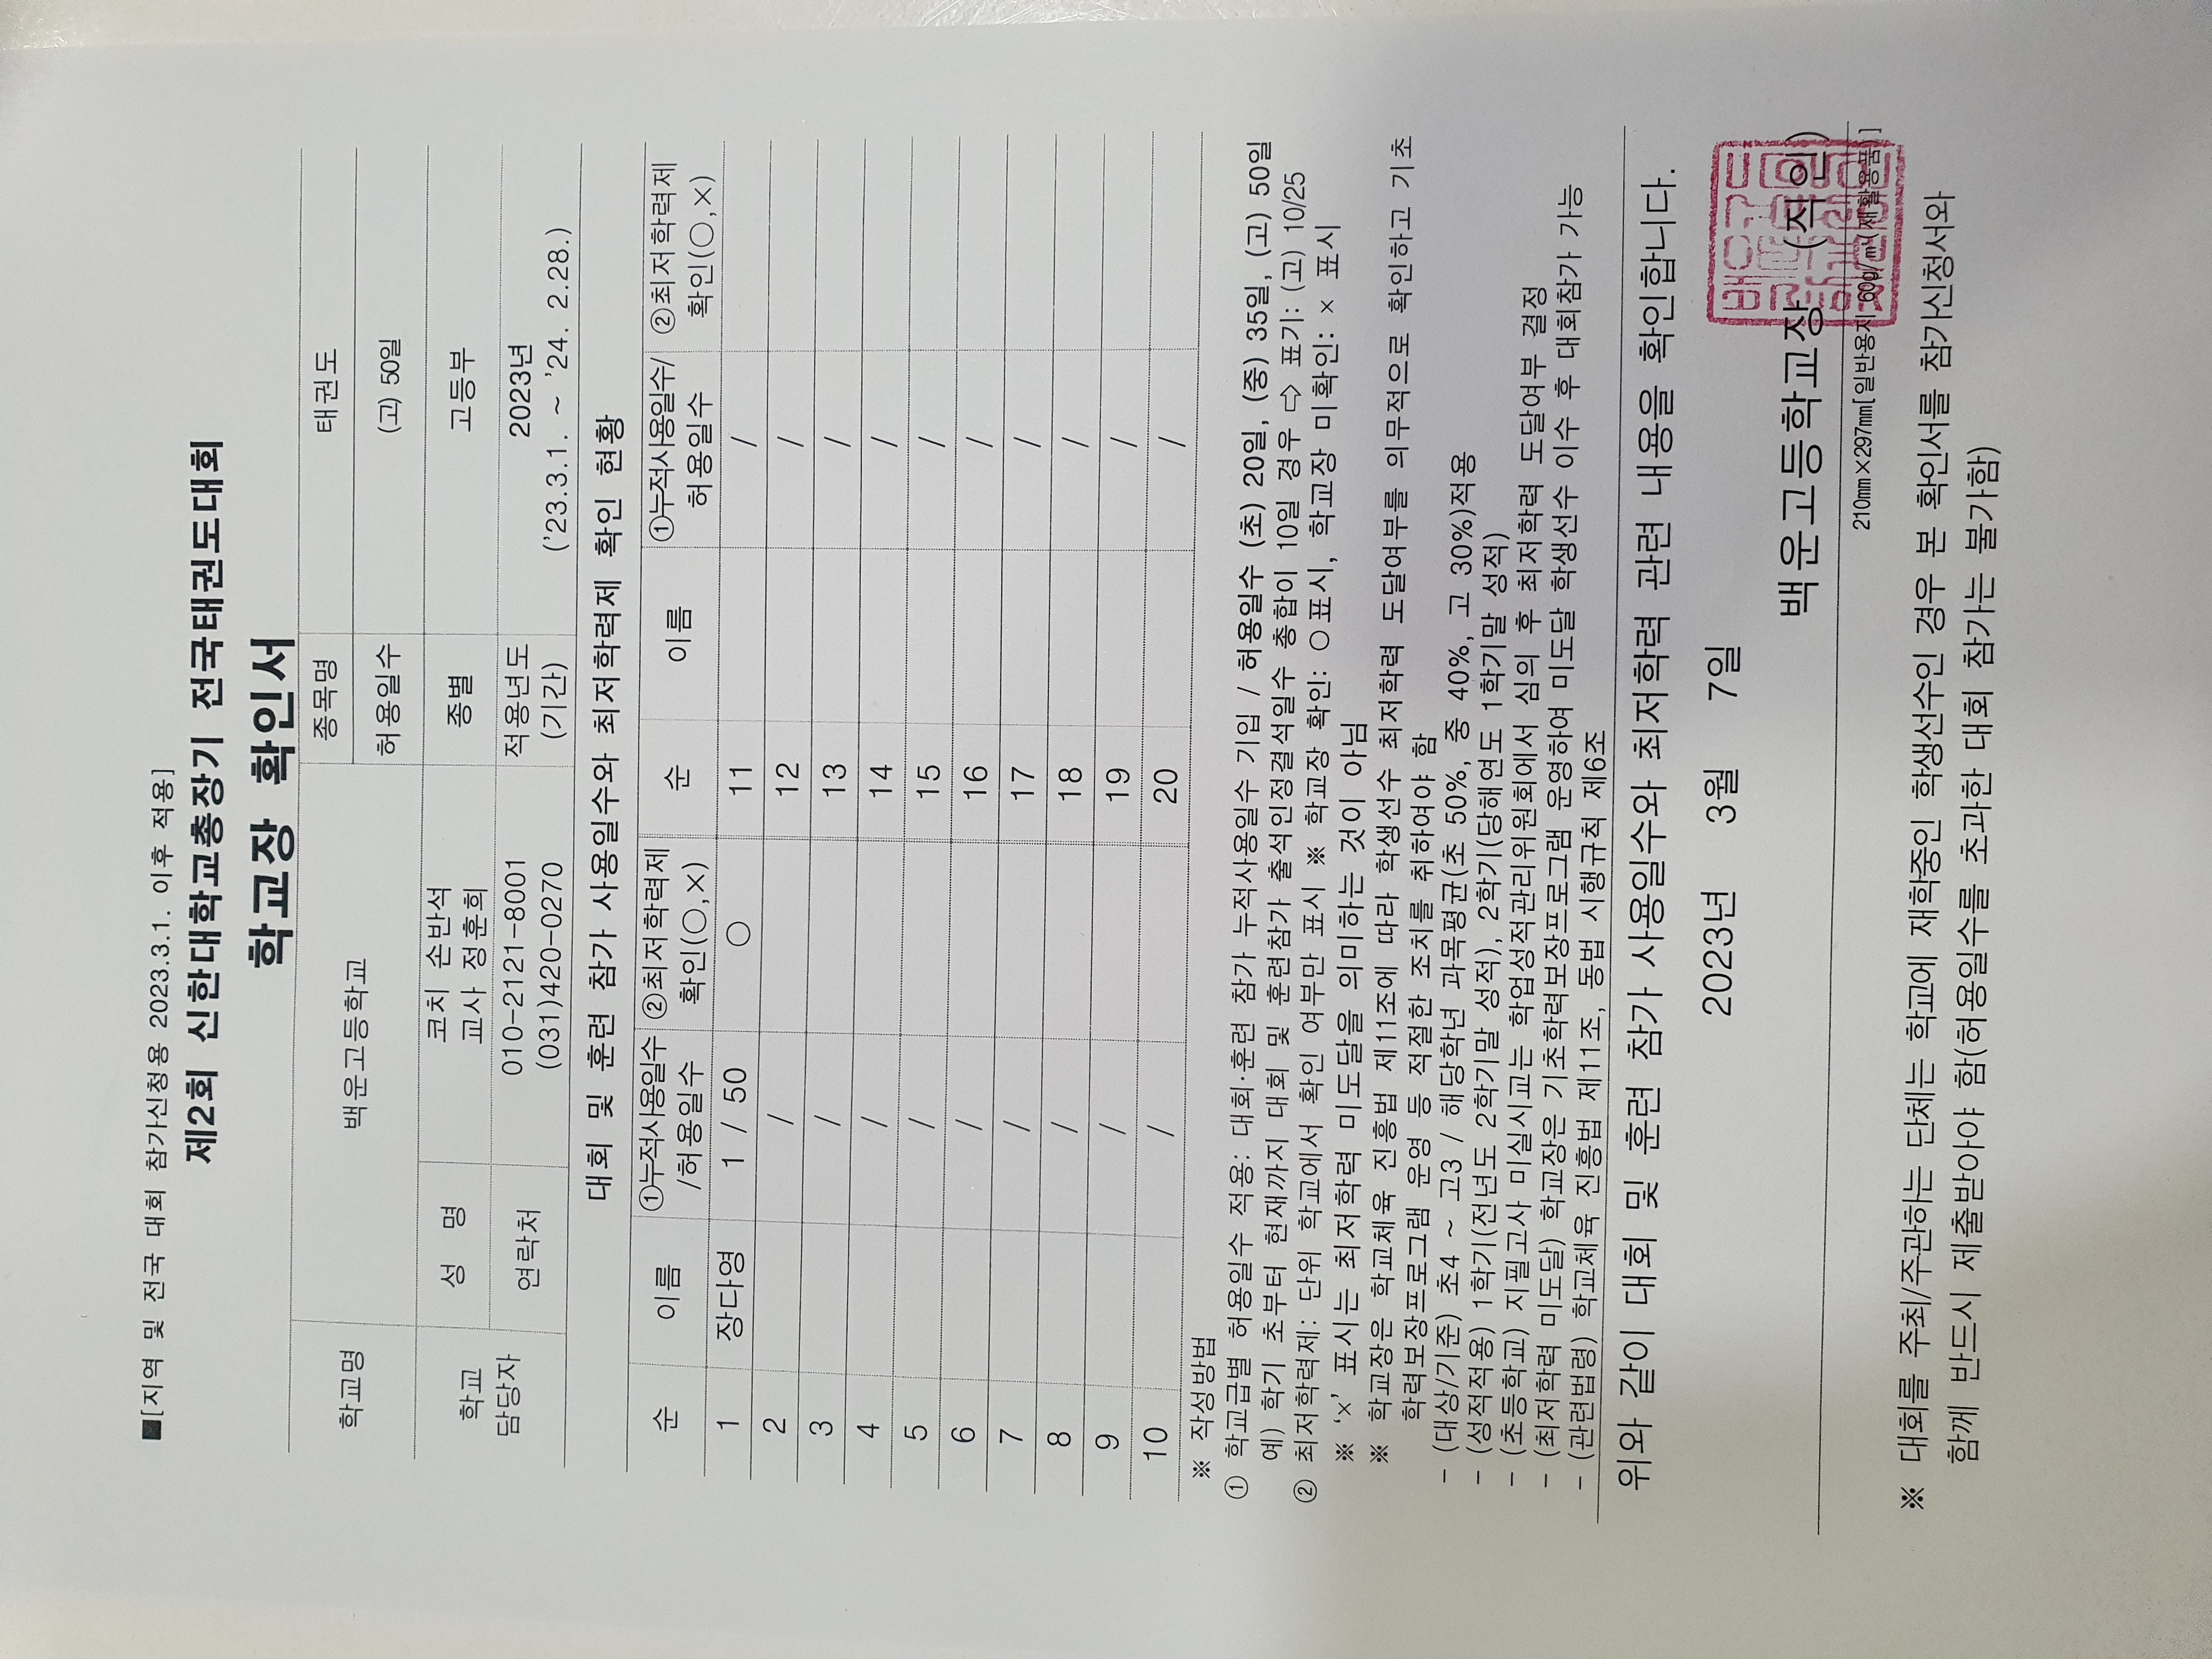 ■[지역 및 전국 대회 참가신청용 2023.3.1. 이후 적용]
제2회 신한대학교총장기 전국태권도대회
학교장 확인서
학교명 백운고등학교 종목명 태권도
허용일수 (고) 50일
학교 담당자 성 명 코치 손반석 교사 정훈희 종별 고등부
연락처 010-2121-8001 (031)420-0270 적용년도 (기간) 2023년 ('23.3.1. ~ '24. 2.28.)
대회 및 훈련 참가 사용일수와 최저학력제 확인 현황
순 이름 ①누적사용일수 /허용일수 ②최저학력제 확인(○,×) 순 이름 ①누적사용일수/ 허용일수 ②최저학력제 확인(○,×)
1 장다영 1 / 50 ○ 11 /
2 / 12 /
3 / 13 /
4 / 14 /
5 / 15 /
6 / 16 /
7 / 17 /
8 / 18 /
9 / 19 /
10 / 20 /
※ 작성방법
① 학교급별 허용일수 적용: 대회·훈련 참가 누적사용일수 기입 / 허용일수 (초) 20일, (중) 35일, (고) 50일
예) 학기 초부터 현재까지 대회 및 훈련참가 출석인정결석일수 총합이 10일 경우 ⇨ 표기: (고) 10/25
② 최저학력제: 단위 학교에서 확인 여부만 표시 ※ 학교장 확인: ○표시, 학교장 미확인: × 표시
※ '×' 표시는 최저학력 미도달을 의미하는 것이 아님
※ 학교장은 학교체육 진흥법 제11조에 따라 학생선수 최저학력 도달여부를 의무적으로 확인하고 기초
학력보장프로그램 운영 등 적절한 조치를 취하여야 함
- (대상/기준) 초4 ~ 고3 / 해당학년 과목평균(초 50%, 중 40%, 고 30%)적용
- (성적적용) 1학기(전년도 2학기말 성적), 2학기(당해연도 1학기말 성적)
- (초등학교) 지필고사 미실시교는 학업성적관리위원회에서 심의 후 최저학력 도달여부 결정
- (최저학력 미도달) 학교장은 기초학력보장프로그램 운영하여 미도달 학생선수 이수 후 대회참가 가능
- (관련법령) 학교체육 진흥법 제11조, 동법 시행규칙 제6조
위와 같이 대회 및 훈련 참가 사용일수와 최저학력 관련 내용을 확인합니다.
2023년 3월 7일
백운고등학교장 (직인)
210㎜×297㎜[일반용지 60g/㎡(재활용품)]
※ 대회를 주최/주관하는 단체는 학교에 재학중인 학생선수인 경우 본 확인서를 참가신청서와
함께 반드시 제출받아야 함(허용일수를 초과한 대회 참가는 불가함)